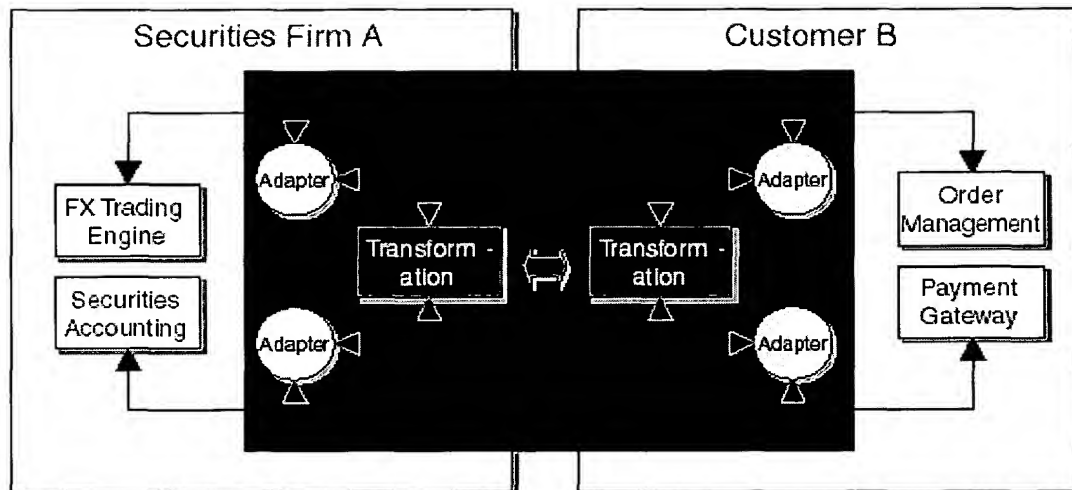 Securities Firm A
Customer B
Adapter
Adapter
FX Trading
Engine
Order
Management
Transform -
ation
Transform -
ation
Securities
Accounting
Payment
Gateway
Adapter
Adapter